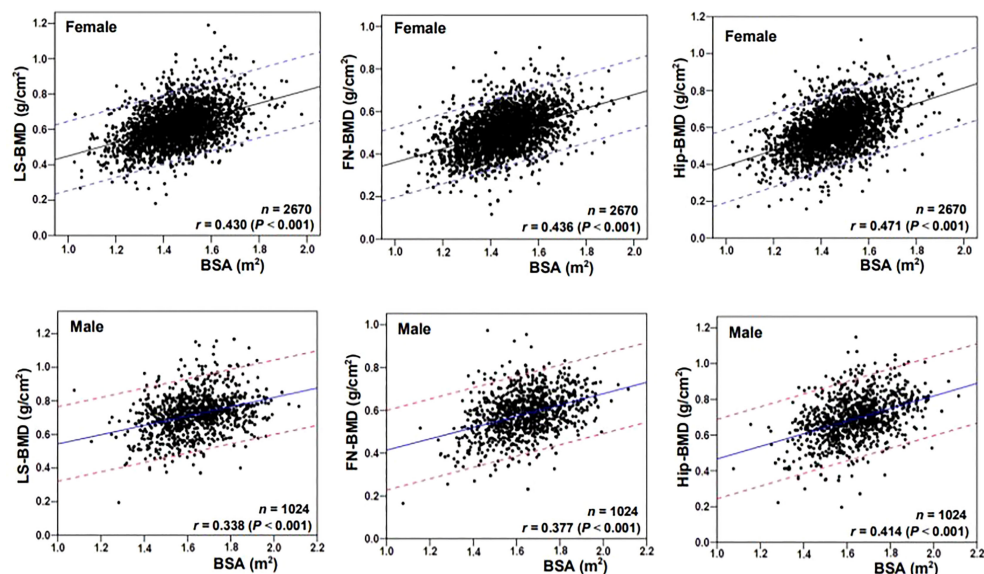 Female
LS-BMD (g/cm²)
1.2
1.0
0.8
0.6
0.4
0.2
0.0
n = 2670
r = 0.430 (P < 0.001)
1.0 1.2 1.4 1.6 1.8 2.0
BSA (m²)
Female
FN-BMD (g/cm²)
1.0
0.8
0.6
0.4
0.2
0.0
n = 2670
r = 0.436 (P < 0.001)
1.0 1.2 1.4 1.6 1.8 2.0
BSA (m²)
Female
Hip-BMD (g/cm²)
1.2
1.0
0.8
0.6
0.4
0.2
0.0
n = 2670
r = 0.471 (P < 0.001)
1.0 1.2 1.4 1.6 1.8 2.0
BSA (m²)
Male
LS-BMD (g/cm²)
1.2
1.0
0.8
0.6
0.4
0.2
0.0
n = 1024
r = 0.338 (P < 0.001)
1.0 1.2 1.4 1.6 1.8 2.0 2.2
BSA (m²)
Male
FN-BMD (g/cm²)
1.0
0.8
0.6
0.4
0.2
0.0
n = 1024
r = 0.377 (P < 0.001)
1.0 1.2 1.4 1.6 1.8 2.0 2.2
BSA (m²)
Male
Hip-BMD (g/cm²)
1.2
1.0
0.8
0.6
0.4
0.2
0.0
n = 1024
r = 0.414 (P < 0.001)
1.0 1.2 1.4 1.6 1.8 2.0 2.2
BSA (m²)